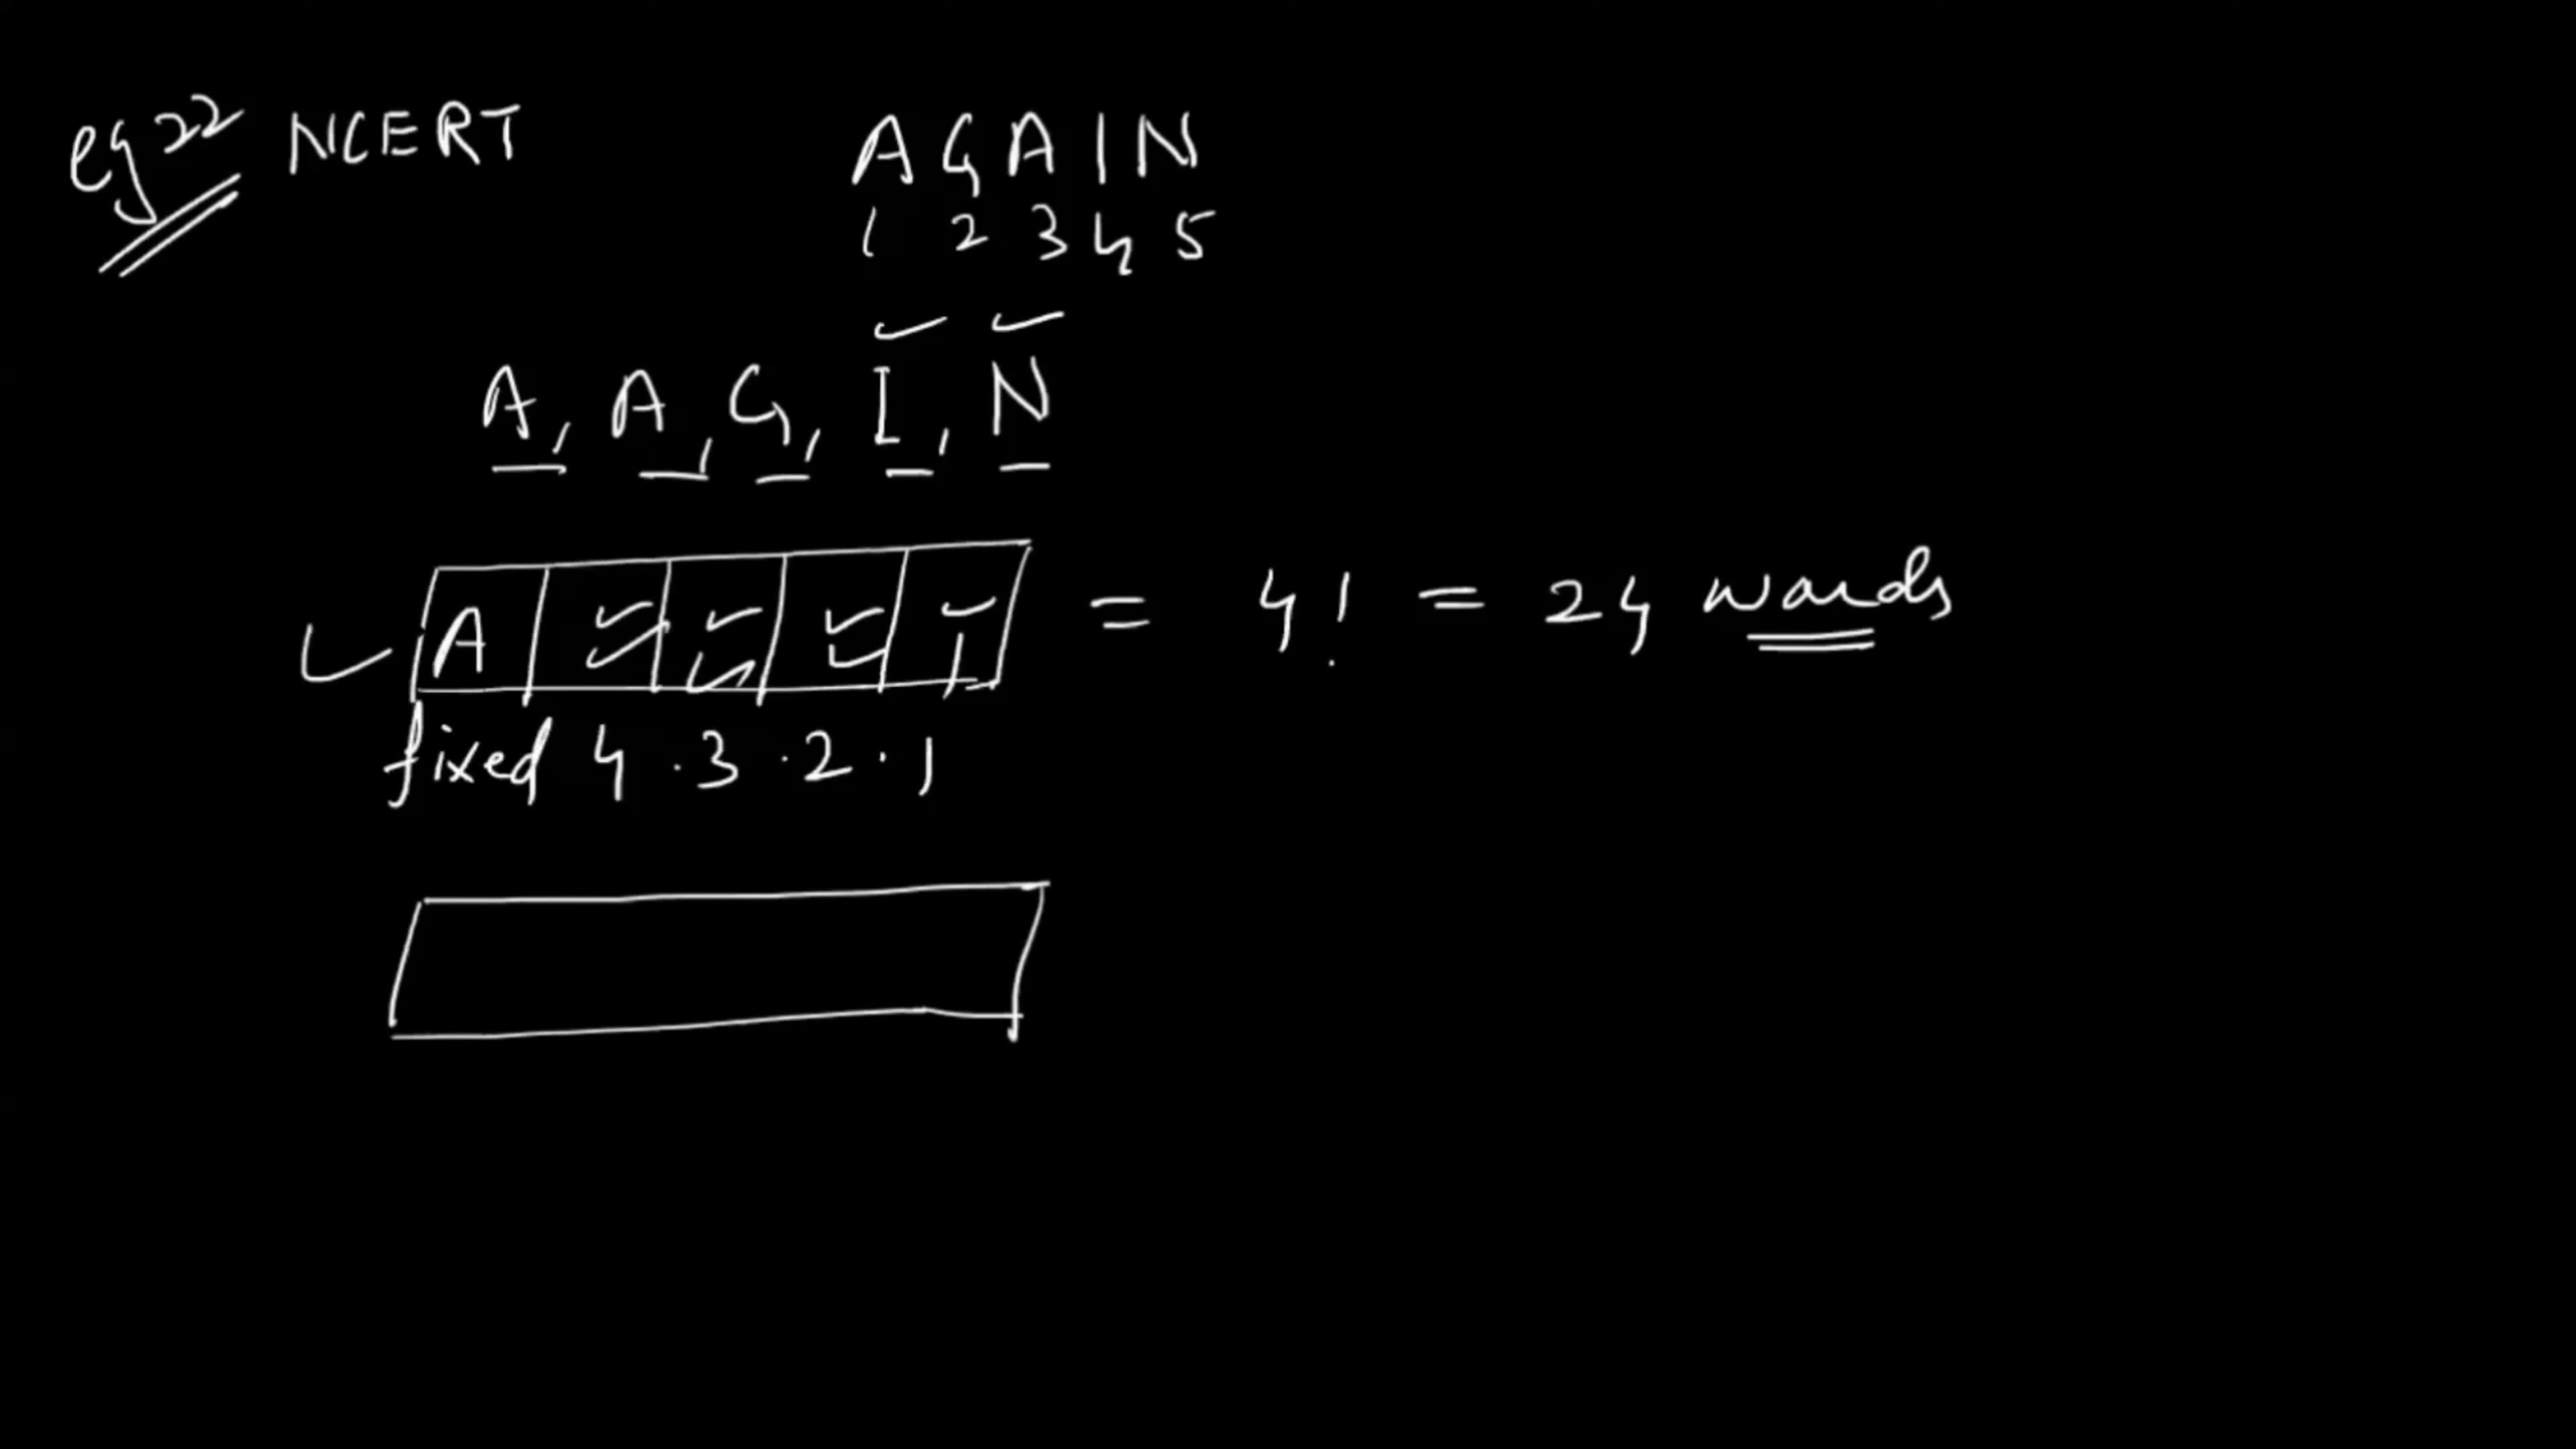 eg 22 NCERT
AGAIN
1 2 3 4 5
A, A, G, I, N
A = 4! = 24 words
fixed 4 . 3 . 2 . 1